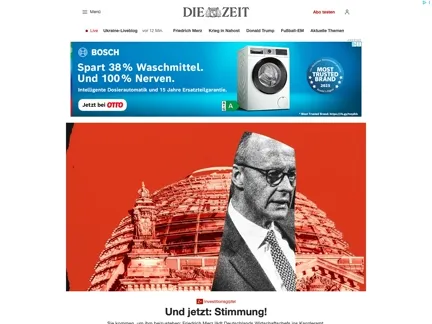 Menü
DIE ZEIT
Abo testen
Live
Ukraine-Liveblog
vor 12 Min.
Friedrich Merz
Krieg in Nahost
Donald Trump
Fußball-EM
Aktuelle Themen
BOSCH
Spart 38% Waschmittel.
Und 100% Nerven.
Intelligente Dosierautomatik und 15 Jahre Ersatzteilgarantie.
Jetzt bei OTTO
A
MOST
TRUSTED
BRAND
2025
Investitionsgipfel
Und jetzt: Stimmung!